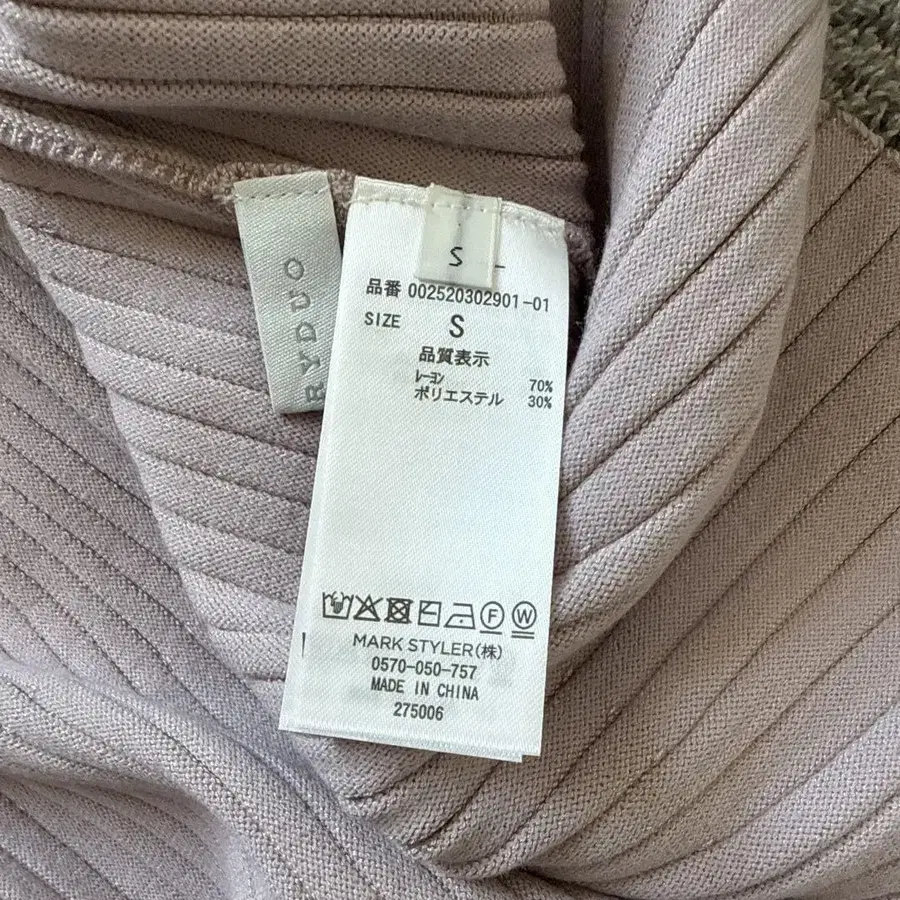 RYDUO
S
品番 002520302901-01
SIZE S
品質表示
レーヨン 70%
ポリエステル 30%
MARK STYLER(株)
0570-050-757
MADE IN CHINA
275006